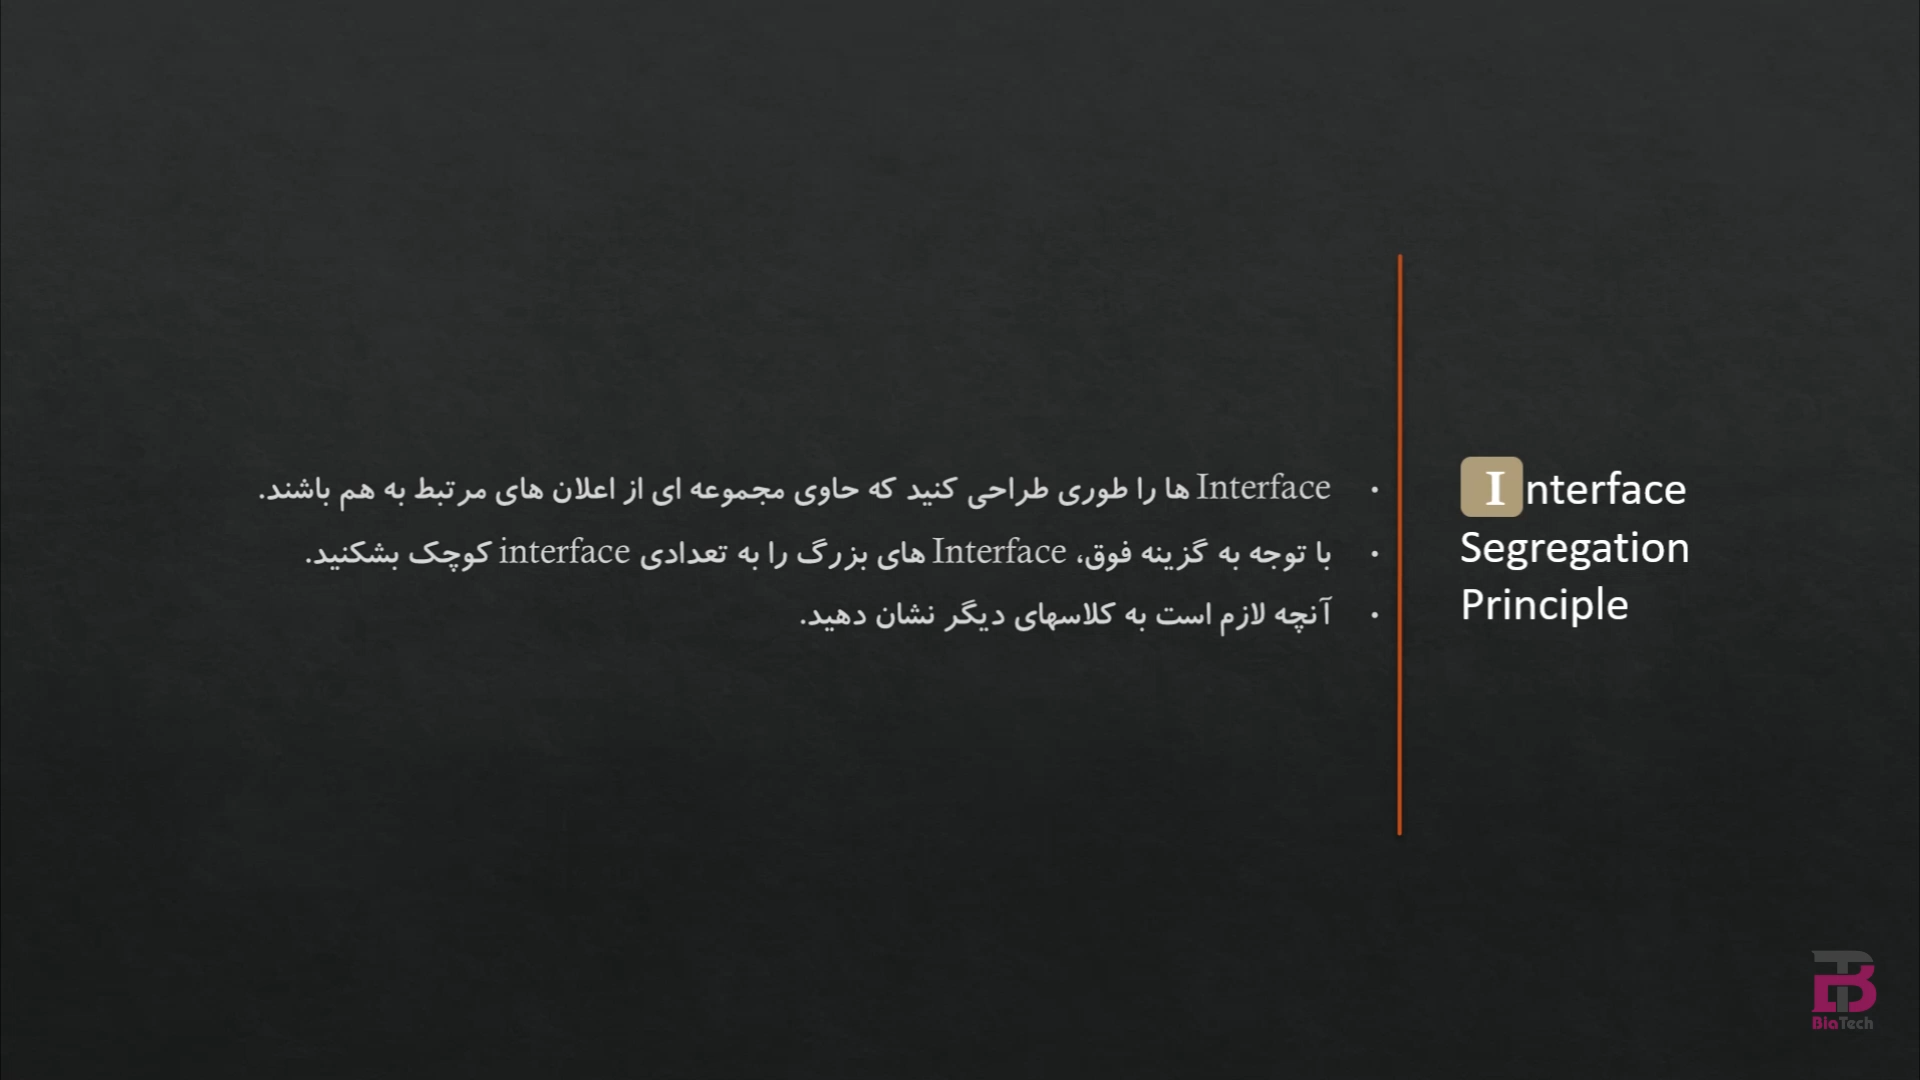 Interface
Segregation
Principle
Interface ها را طوری طراحی کنید که حاوی مجموعه ای از اعلان های مرتبط به هم باشند.
با توجه به گزینه فوق، Interface های بزرگ را به تعدادی interface کوچک بشکنید.
آنچه لازم است به کلاسهای دیگر نشان دهید.
BiaTech